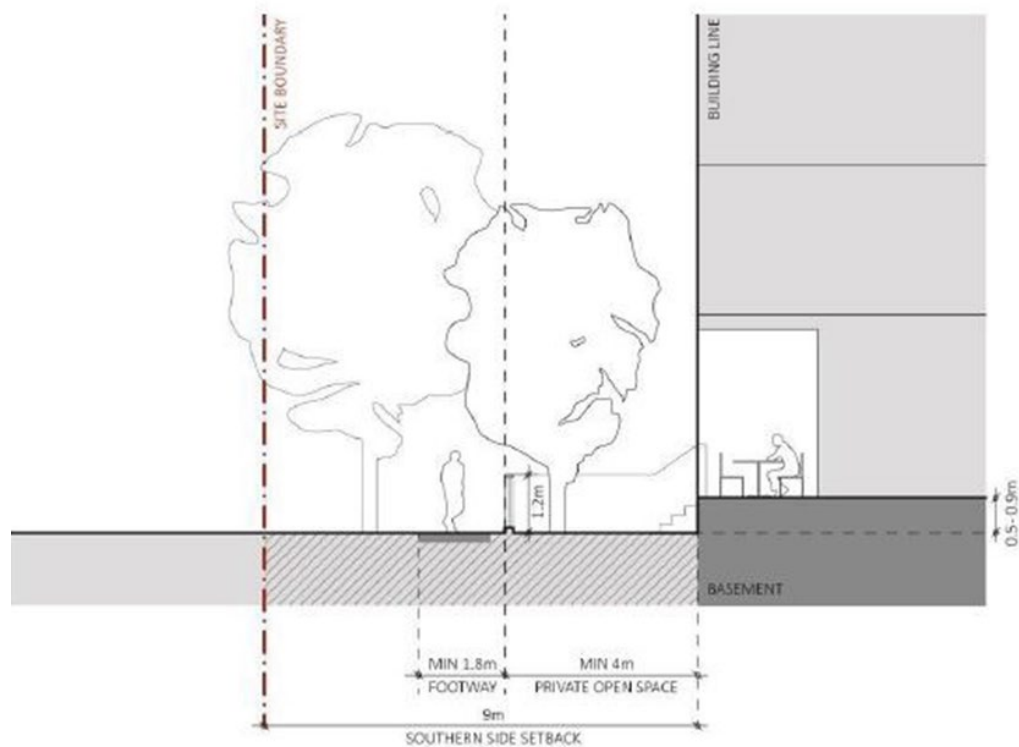 SITE BOUNDARY
BUILDING LINE
1.2m
0.5- 0.9m
BASEMENT
MIN 1.8m
FOOTWAY
MIN 4m
PRIVATE OPEN SPACE
9m
SOUTHERN SIDE SETBACK